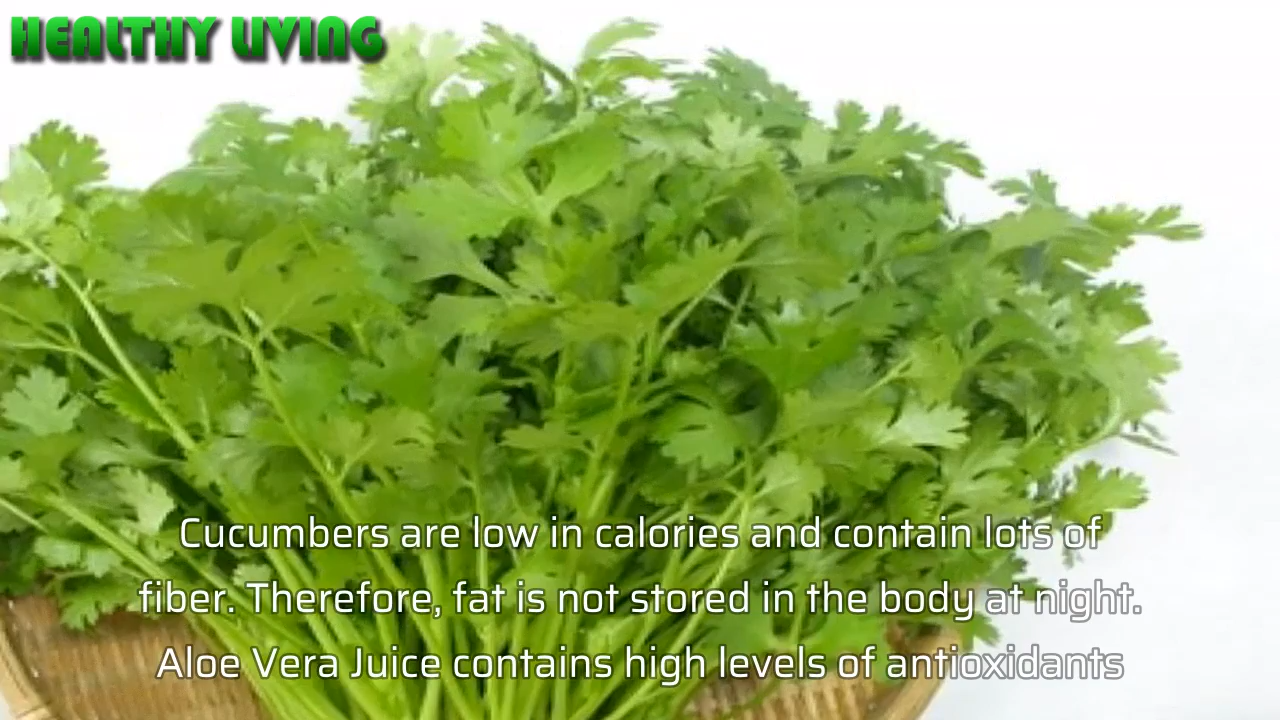 HEALTHY LIVING
Cucumbers are low in calories and contain lots of
fiber. Therefore, fat is not stored in the body at night.
Aloe Vera Juice contains high levels of antioxidants